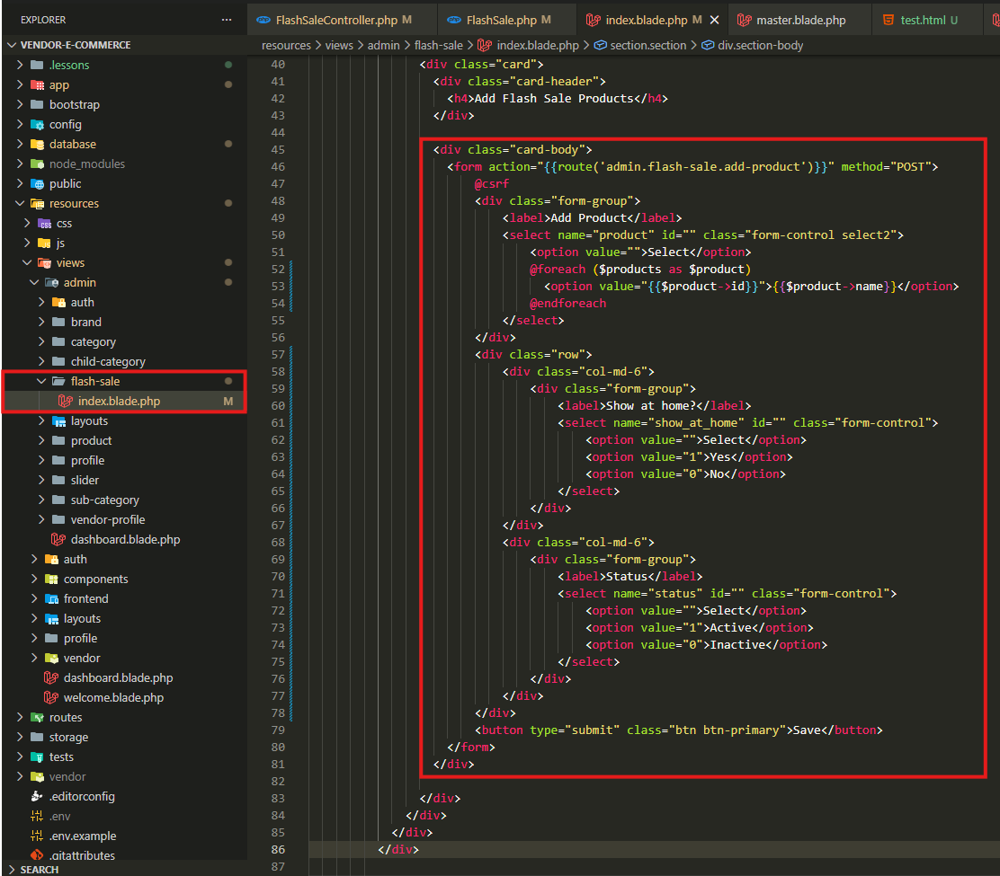 EXPLORER ...
VENDOR-E-COMMERCE
.lessons
app
bootstrap
config
database
node_modules
public
resources
css
js
views
admin
auth
brand
category
child-category
flash-sale
index.blade.php M
layouts
product
profile
slider
sub-category
vendor-profile
dashboard.blade.php
auth
components
frontend
layouts
profile
vendor
dashboard.blade.php
welcome.blade.php
routes
storage
tests
vendor
.editorconfig
.env
.env.example
.gitattributes
SEARCH
FlashSaleController.php M FlashSale.php M index.blade.php M master.blade.php test.html U
resources > views > admin > flash-sale > index.blade.php > section.section > div.section-body
40 <div class="card">
41 <div class="card-header">
42 <h4>Add Flash Sale Products</h4>
43 </div>
44
45 <div class="card-body">
46 <form action="{{route('admin.flash-sale.add-product')}}" method="POST">
47 @csrf
48 <div class="form-group">
49 <label>Add Product</label>
50 <select name="product" id="" class="form-control select2">
51 <option value="">Select</option>
52 @foreach ($products as $product)
53 <option value="{{$product->id}}">{{$product->name}}</option>
54 @endforeach
55 </select>
56 </div>
57 <div class="row">
58 <div class="col-md-6">
59 <div class="form-group">
60 <label>Show at home?</label>
61 <select name="show_at_home" id="" class="form-control">
62 <option value="">Select</option>
63 <option value="1">Yes</option>
64 <option value="0">No</option>
65 </select>
66 </div>
67 </div>
68 <div class="col-md-6">
69 <div class="form-group">
70 <label>Status</label>
71 <select name="status" id="" class="form-control">
72 <option value="">Select</option>
73 <option value="1">Active</option>
74 <option value="0">Inactive</option>
75 </select>
76 </div>
77 </div>
78 </div>
79 <button type="submit" class="btn btn-primary">Save</button>
80 </form>
81 </div>
82
83 </div>
84 </div>
85 </div>
86 </div>
87